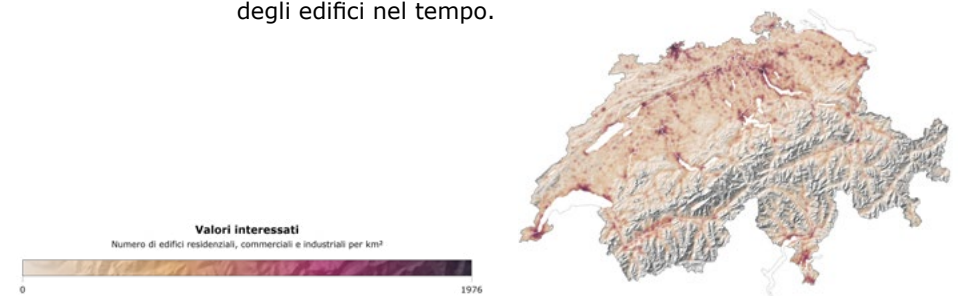 degli edifici nel tempo.
Valori interessati
Numero di edifici residenziali, commerciali e industriali per km²
0
1976